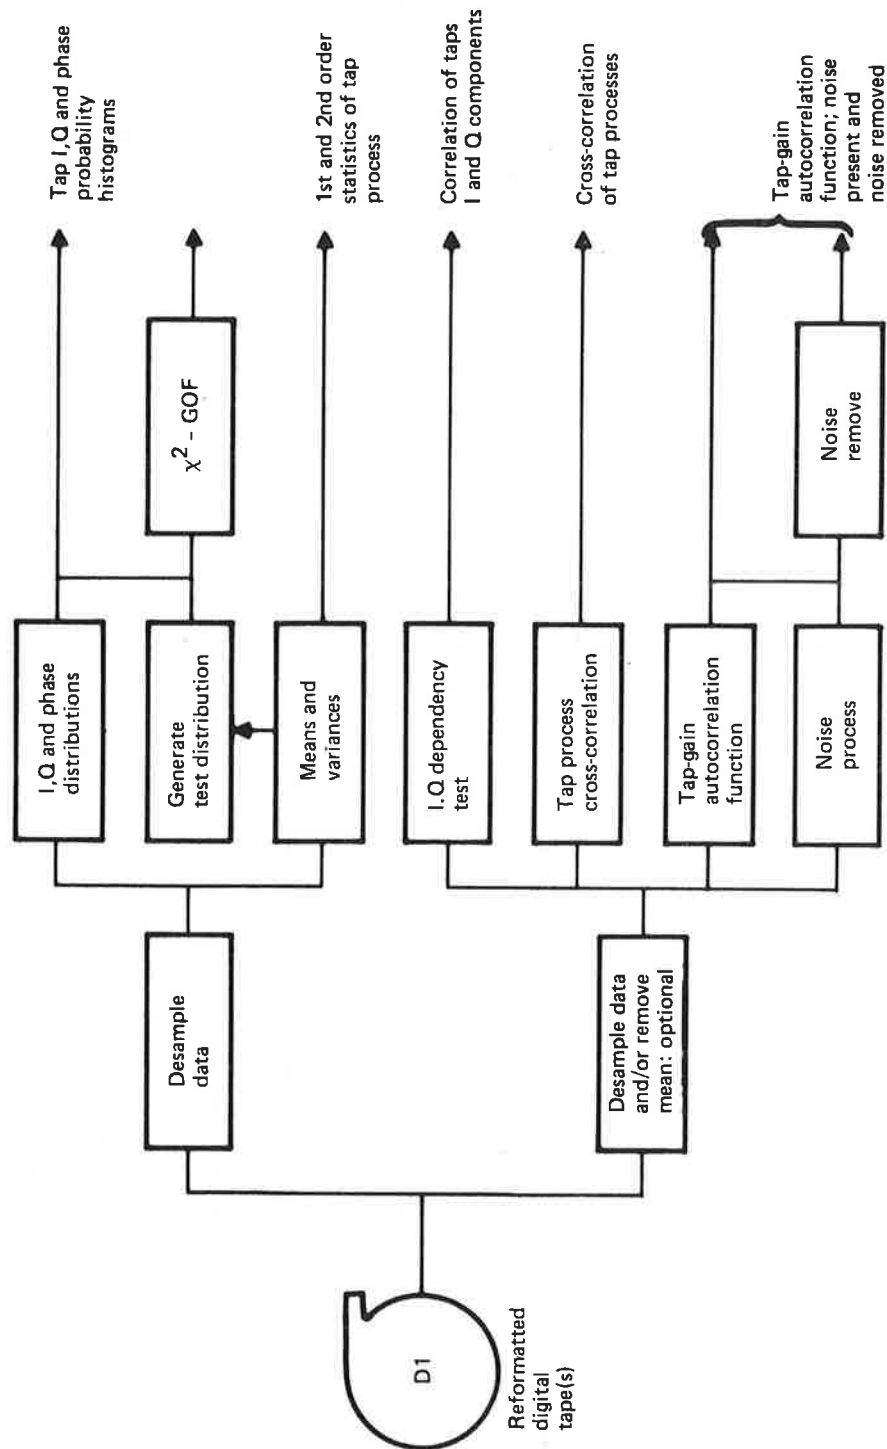 D1
Reformatted
digital
tape(s)
Desample
data
Desample data
and/or remove
mean: optional
I,Q and phase
distributions
Generate
test distribution
Means and
variances
I.Q dependency
test
Tap process
cross-correlation
Tap-gain
autocorrelation
function
Noise
process
χ² – GOF
Noise
remove
Tap I,Q and phase
probability
histograms
1st and 2nd order
statistics of tap
process
Correlation of taps
I and Q components
Cross-correlation
of tap processes
Tap-gain
autocorrelation
function; noise
present and
noise removed